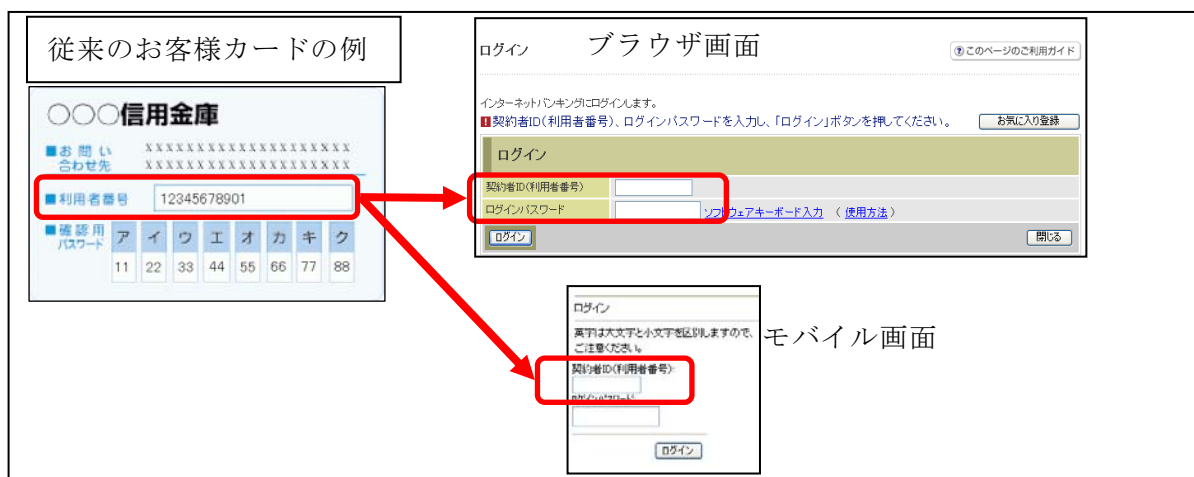 従来のお客様カードの例
○○○信用金庫
■お問い
合わせ先
XXXXXXXXXXXXXXXXXX
XXXXXXXXXXXXXXXXXX
■利用者番号 12345678901
■確認用
パスワード
ア イ ウ エ オ カ キ ク
11 22 33 44 55 66 77 88
ログイン
ブラウザ画面
このページのご利用ガイド
インターネットバンキングにログインします。
契約者ID(利用者番号)、ログインパスワードを入力し、「ログイン」ボタンを押してください。
お気に入り登録
ログイン
契約者ID(利用者番号)
ログインパスワード
ソフトウェアキーボード入力 (使用方法)
ログイン
閉じる
ログイン
英字は大文字と小文字を区別しますので、
ご注意ください。
契約者ID(利用者番号):
ログインパスワード:
ログイン
モバイル画面